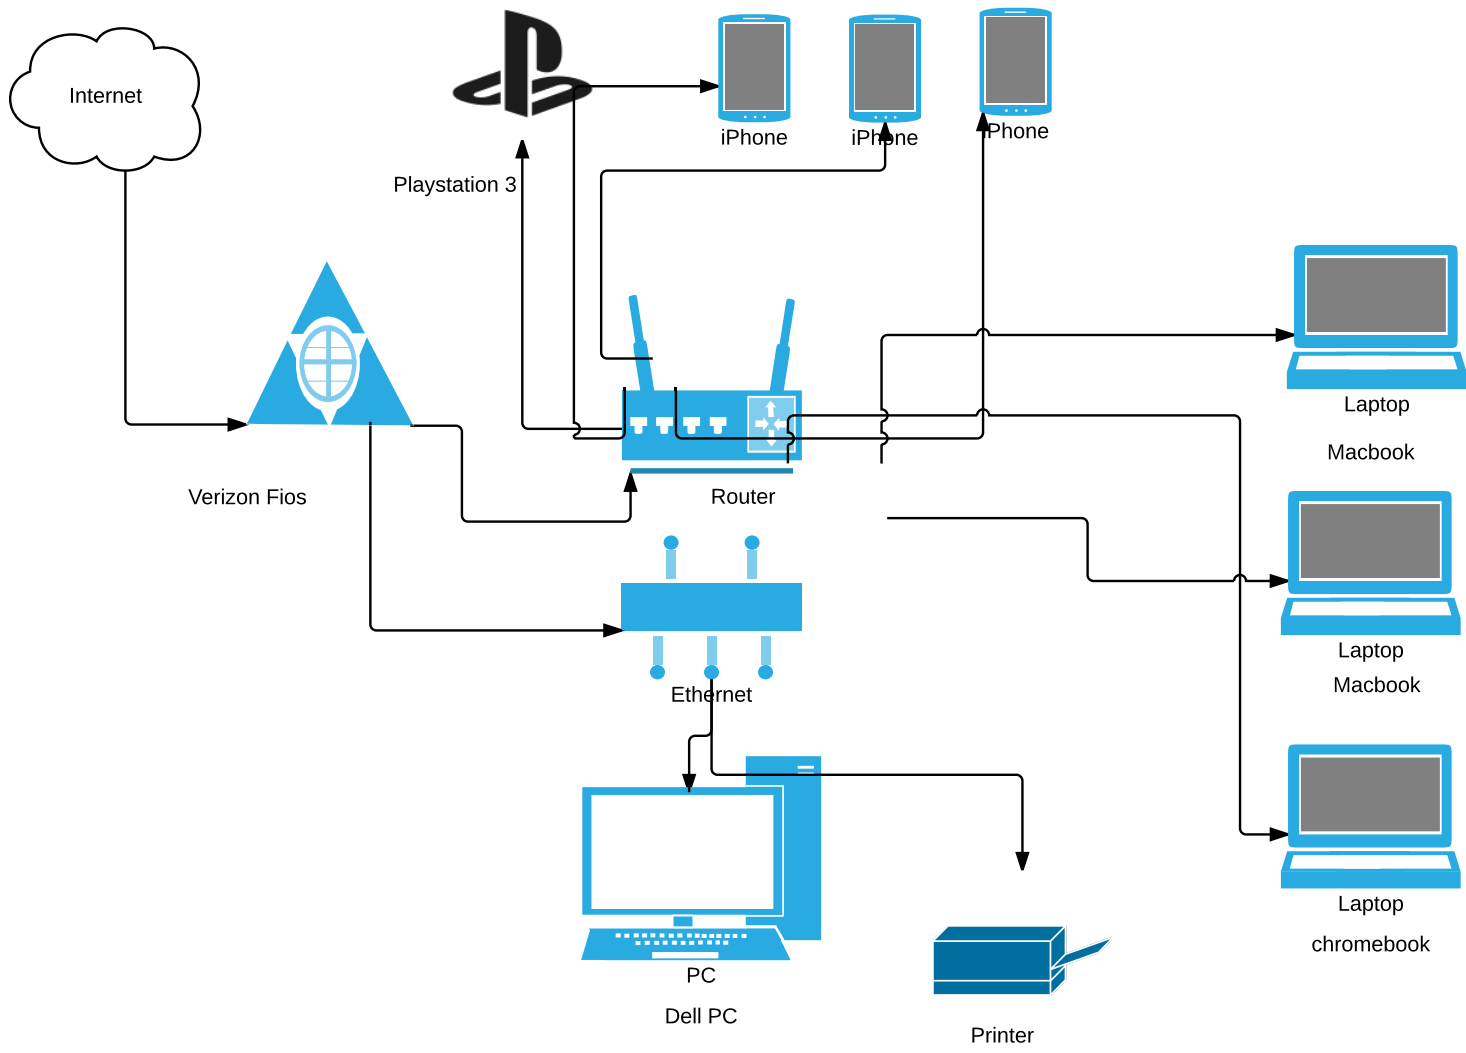 Internet
iPhone
iPhone
iPhone
Playstation 3
Laptop
Macbook
Verizon Fios
Router
Laptop
Macbook
Ethernet
Laptop
chromebook
PC
Dell PC
Printer